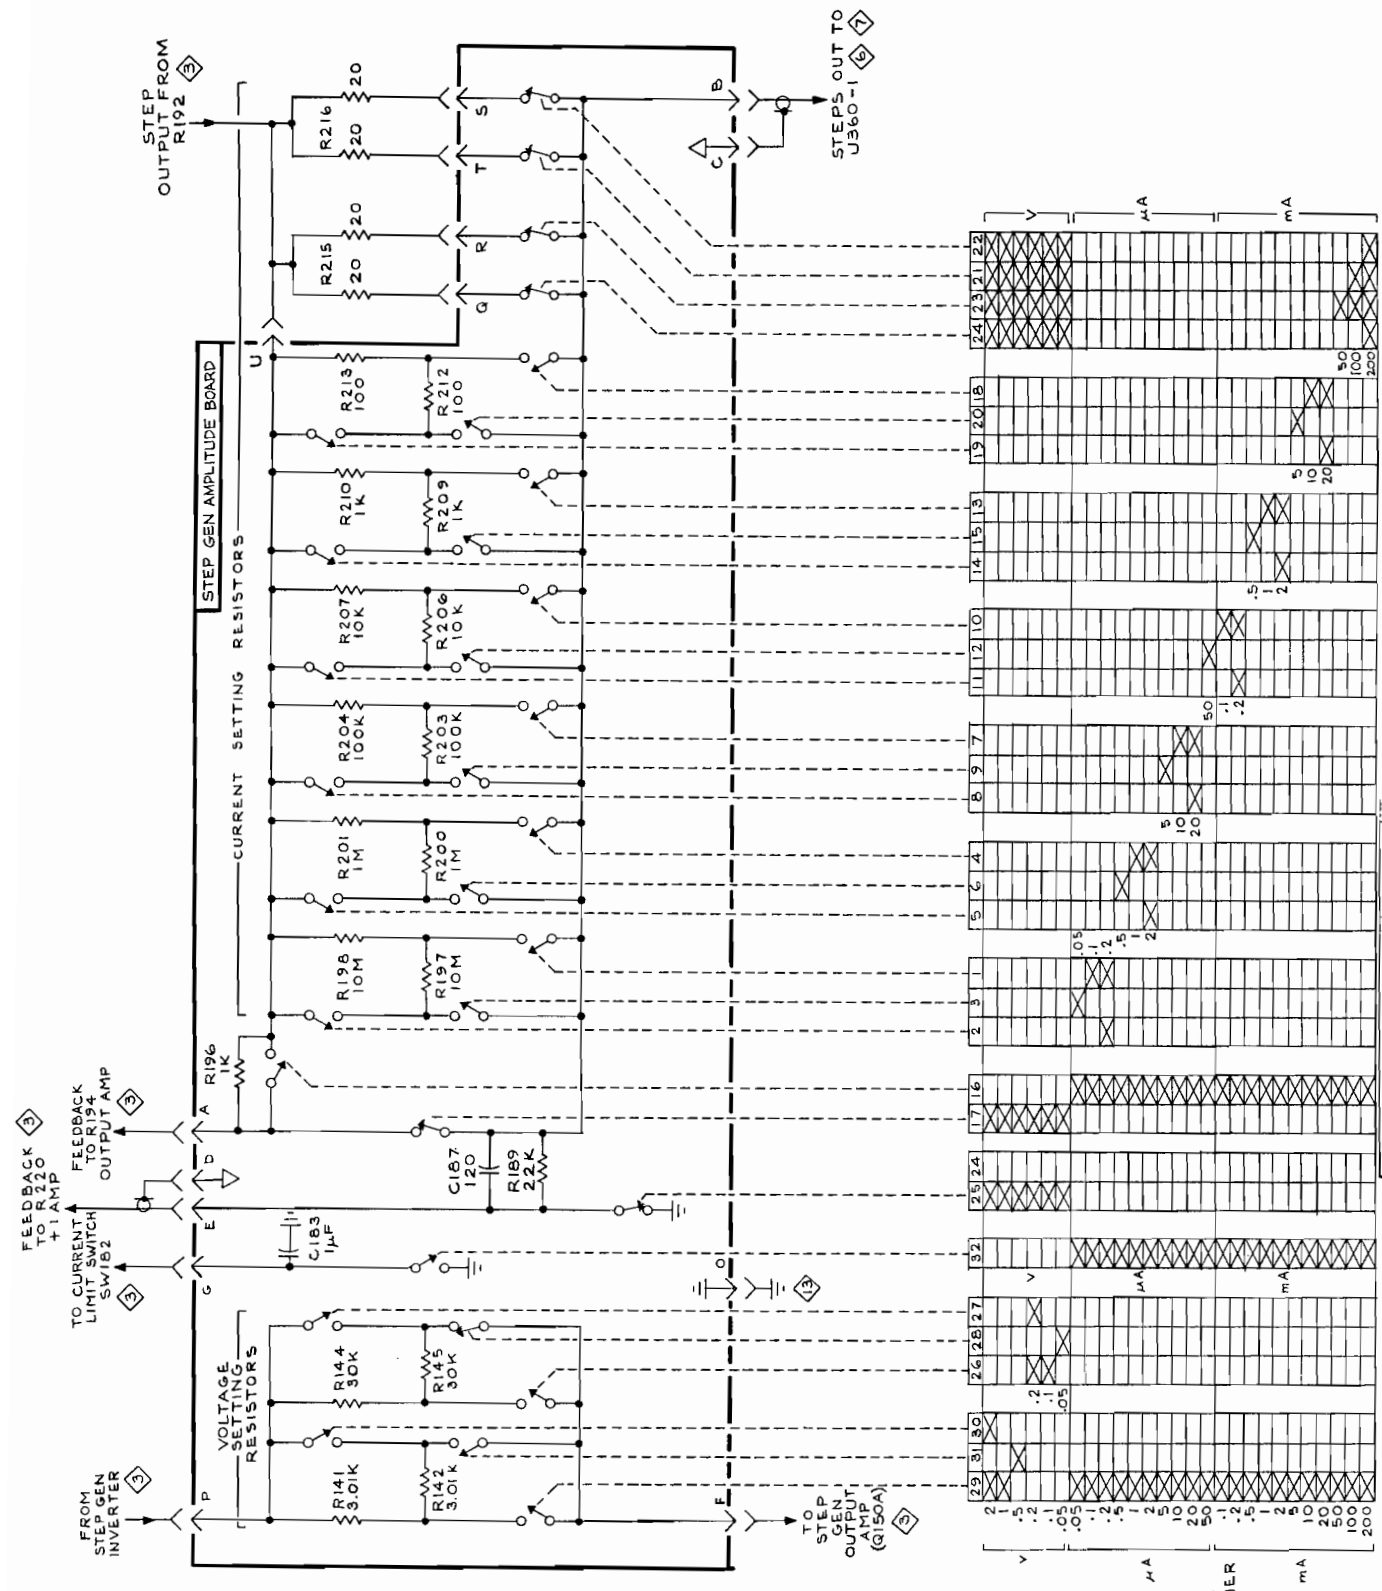 STEP
OUTPUT FROM
R192
3
STEPS OUT TO
U360-1
6
7
STEP GEN AMPLITUDE BOARD
CURRENT SETTING RESISTORS
R216
20
20
R215
20
20
S
T
R
Q
B
C
U
R213
100
R212
100
R210
1K
R209
1K
R207
10K
R206
10K
R204
100K
R203
100K
R201
1M
R200
1M
R198
10M
R197
10M
R196
1K
FEEDBACK
TO R194
OUTPUT AMP
3
A
FEEDBACK
TO R220
+1 AMP
3
D
E
C187
120
R189
22K
TO CURRENT
LIMIT SWITCH
SW182
3
G
C183
1µF
O
13
VOLTAGE
SETTING
RESISTORS
R144
30K
R145
30K
R141
3.01K
R142
3.01K
FROM
STEP GEN
INVERTER
3
P
F
TO
STEP
GEN
OUTPUT
AMP
(Q150A)
3
V
µA
mA
22
21
23
24
50
100
200
18
20
19
5
10
20
13
15
14
.5
1
2
10
12
11
50
.1
.2
7
9
8
5
10
20
4
6
5
.5
1
2
1
3
2
.05
.1
.2
16
17
24
25
32
V
µA
mA
27
28
26
.2
.1
.05
30
31
29
2
1
.5
.2
.1
.05
.05
.1
.2
.5
1
2
5
10
20
50
.1
.2
.5
1
2
5
10
20
50
100
200
V
µA
mA